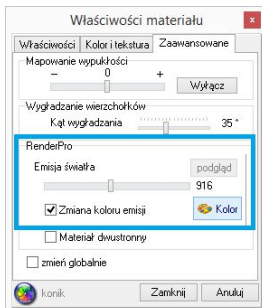 Właściwości materiału
x
Właściwości Kolor i tekstura Zaawansowane
Mapowanie wypukłości
− 0 +
Wyłącz
Wygładzanie wierzchołków
Kąt wygładzania 35 °
RenderPro
Emisja światła podgląd
916
Zmiana koloru emisji Kolor
Materiał dwustronny
zmień globalnie
konik Zamknij Anuluj